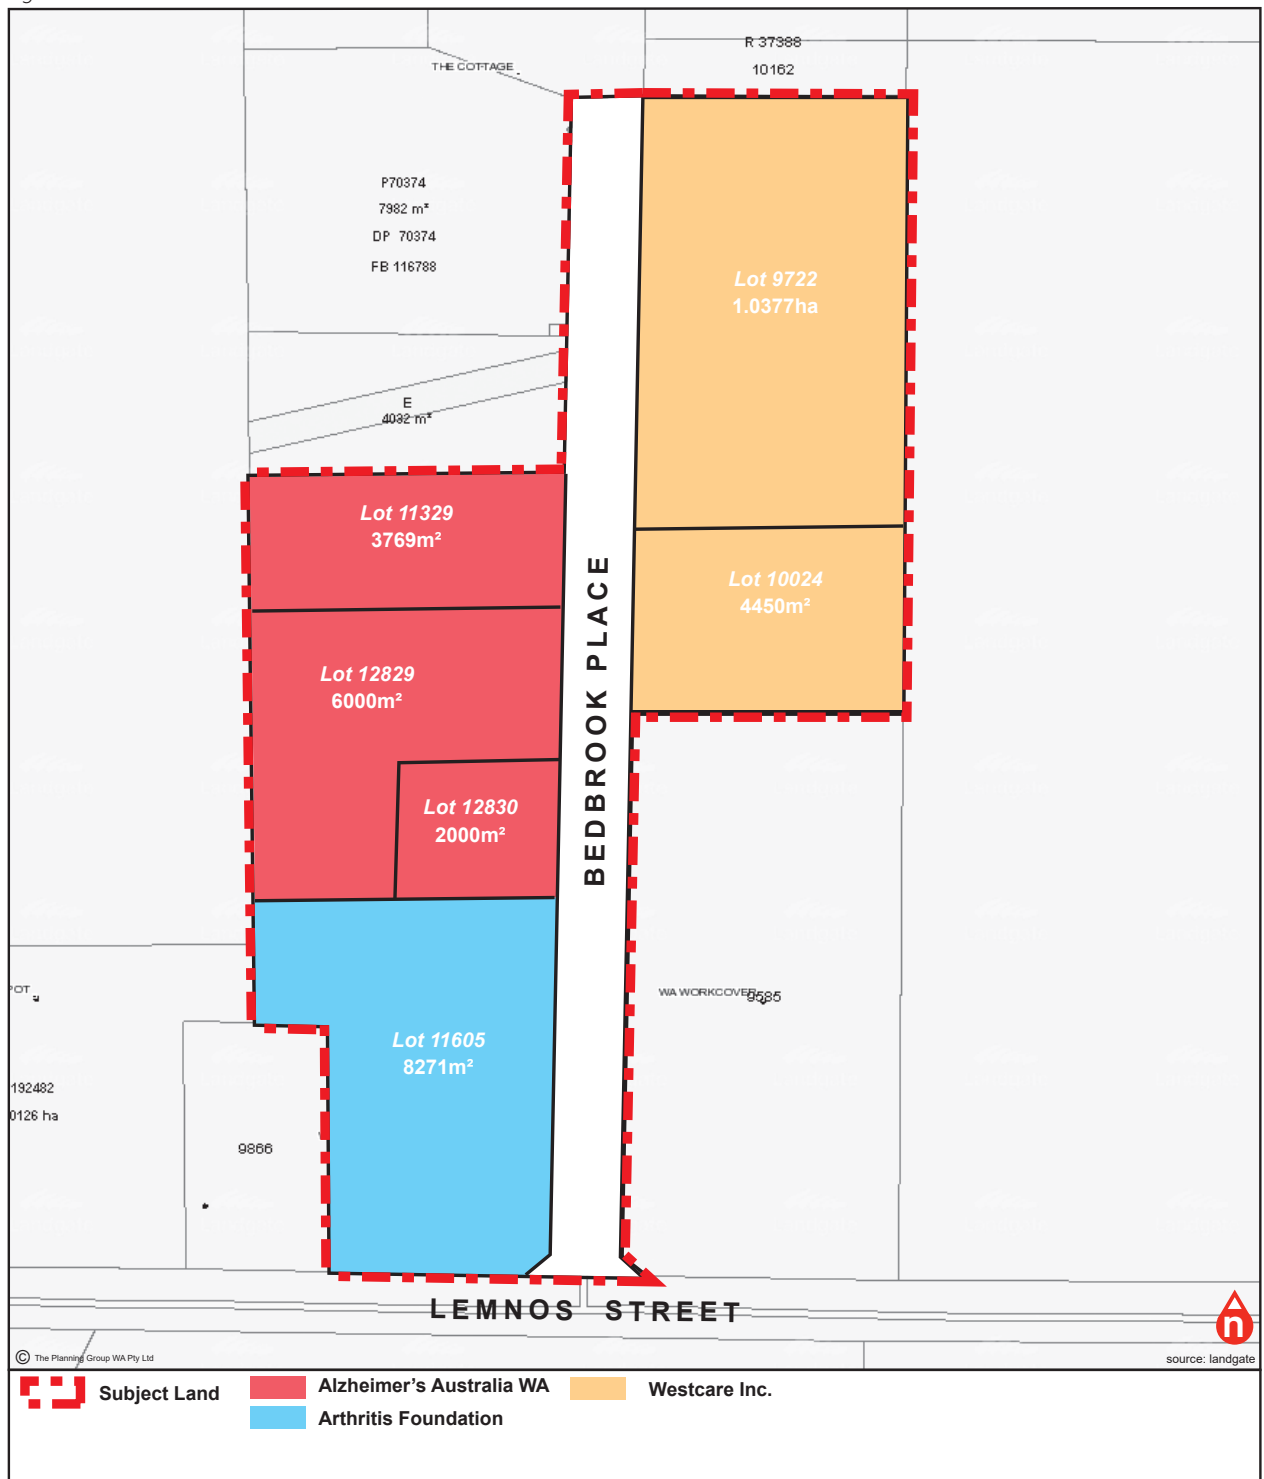 R 37388
10162
THE COTTAGE
P70374
7982 m²
DP 70374
FB 116788
Lot 9722
1.0377ha
E
4032 m²
Lot 11329
3769m²
Lot 10024
4450m²
Lot 12829
6000m²
BEDBROOK PLACE
Lot 12830
2000m²
POT
WA WORKCOVER
9585
Lot 11605
8271m²
192482
0126 ha
9866
LEMNOS STREET
n
© The Planning Group WA Pty Ltd
source: landgate
Subject Land
Alzheimer's Australia WA
Westcare Inc.
Arthritis Foundation